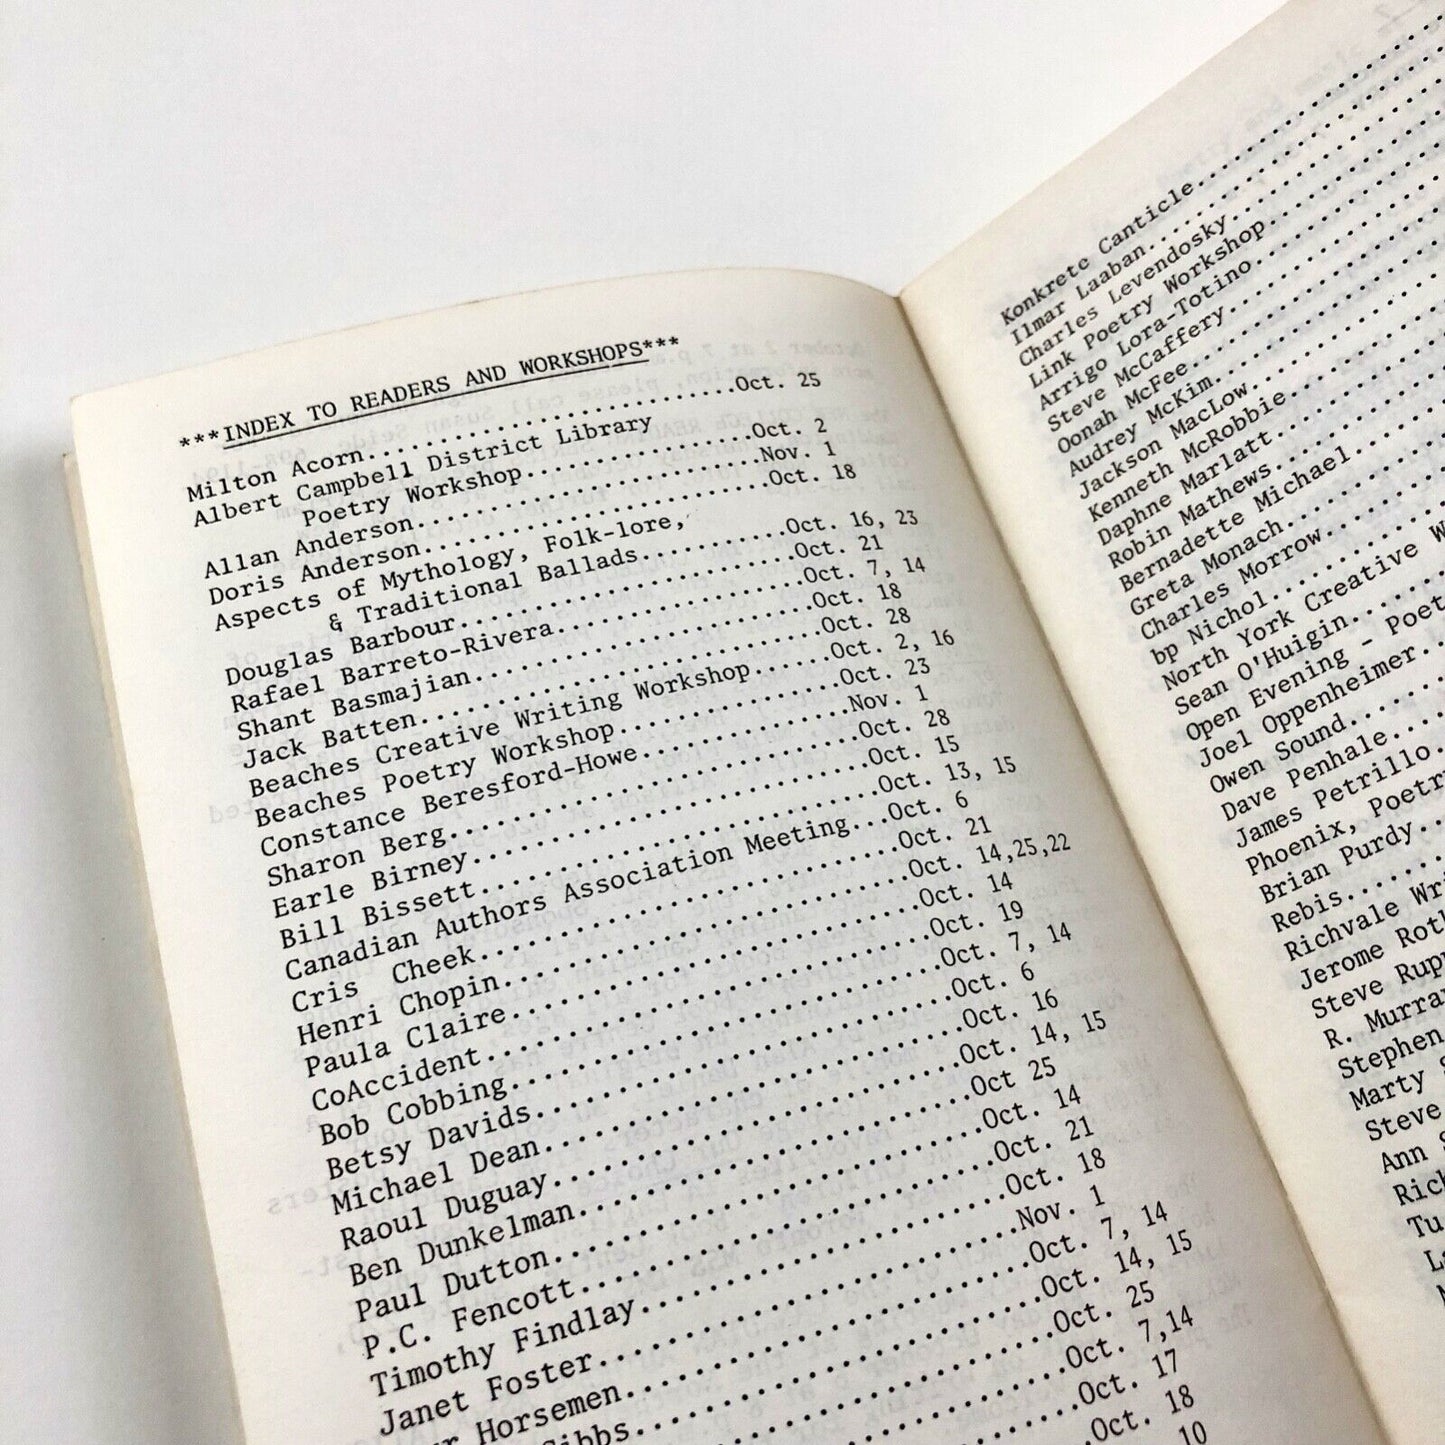 ***INDEX TO READERS AND WORKSHOPS***
Milton Acorn..............................Oct. 25
Albert Campbell District Library
Poetry Workshop...................Oct. 2
Allan Anderson............................Nov. 1
Doris Anderson............................Oct. 18
Aspects of Mythology, Folk-lore,
& Traditional Ballads...........Oct. 16, 23
Douglas Barbour...........................Oct. 21
Rafael Barreto-Rivera...................Oct. 7, 14
Shant Basmajian...........................Oct. 18
Jack Batten...............................Oct. 28
Beaches Creative Writing Workshop......Oct. 2, 16
Beaches Poetry Workshop.................Oct. 23
Constance Beresford-Howe................Nov. 1
Sharon Berg...............................Oct. 28
Earle Birney..............................Oct. 15
Bill Bissett..............................Oct. 13, 15
Canadian Authors Association Meeting...Oct. 6
Cris  Cheek...............................Oct. 21
Henri Chopin..............................Oct. 14,25,22
Paula Claire..............................Oct. 14
CoAccident................................Oct. 19
Bob Cobbing...............................Oct. 7, 14
Betsy Davids..............................Oct. 6
Michael Dean..............................Oct. 16
Raoul Duguay..............................Oct. 14, 15
Ben Dunkelman.............................Oct 25
Paul Dutton...............................Oct. 14
P.C. Fencott..............................Oct. 21
Timothy Findlay...........................Oct. 18
Janet Foster..............................Nov. 1
Horsemen..............................Oct. 7, 14
..............................Oct. 14, 15
Oct. 25
Oct. 7,14
Oct. 17
Oct. 18
10
Konkrete Canticle..............
Ilmar Laaban..............
Charles Levendosky..............
Link Poetry Workshop..............
Arrigo Lora-Totino..............
Steve McCaffery..............
Oonah McFee..............
Audrey McKim..............
Jackson MacLow..............
Kenneth McRobbie..............
Daphne Marlatt..............
Robin Mathews..............
Bernadette Michael..............
Greta Monach..............
Charles Morrow..............
bp Nichol..............
North York Creative W
Sean O'Huigin..............
Open Evening - Poet
Joel Oppenheimer......
Owen Sound..........
Dave Penhale........
James Petrillo......
Phoenix, Poetry
Brian Purdy.....
Rebis.........
Richvale Wri
Jerome Roth
Steve Rupp
R. Murray
Stephen
Marty S
Steve
Ann S
Rich
Tu